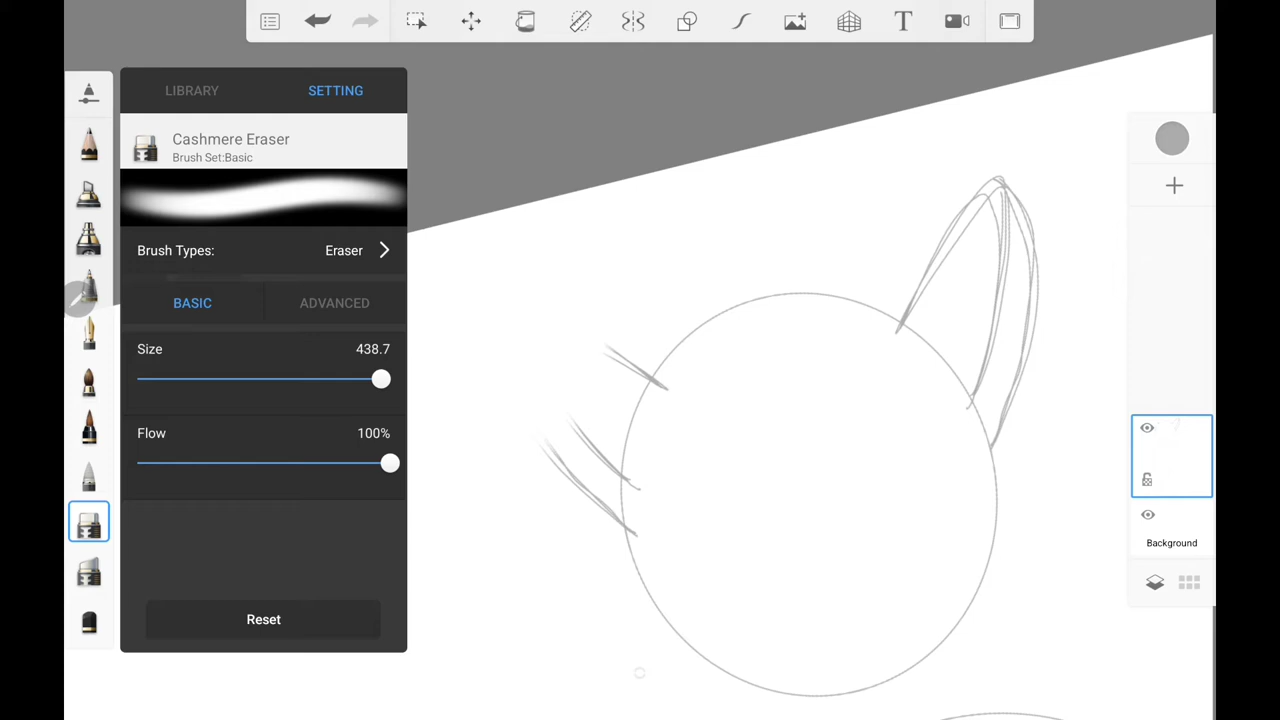 T
LIBRARY SETTING
Cashmere Eraser
Brush Set:Basic
Brush Types: Eraser
BASIC ADVANCED
Size 438.7
Flow 100%
Reset
Background